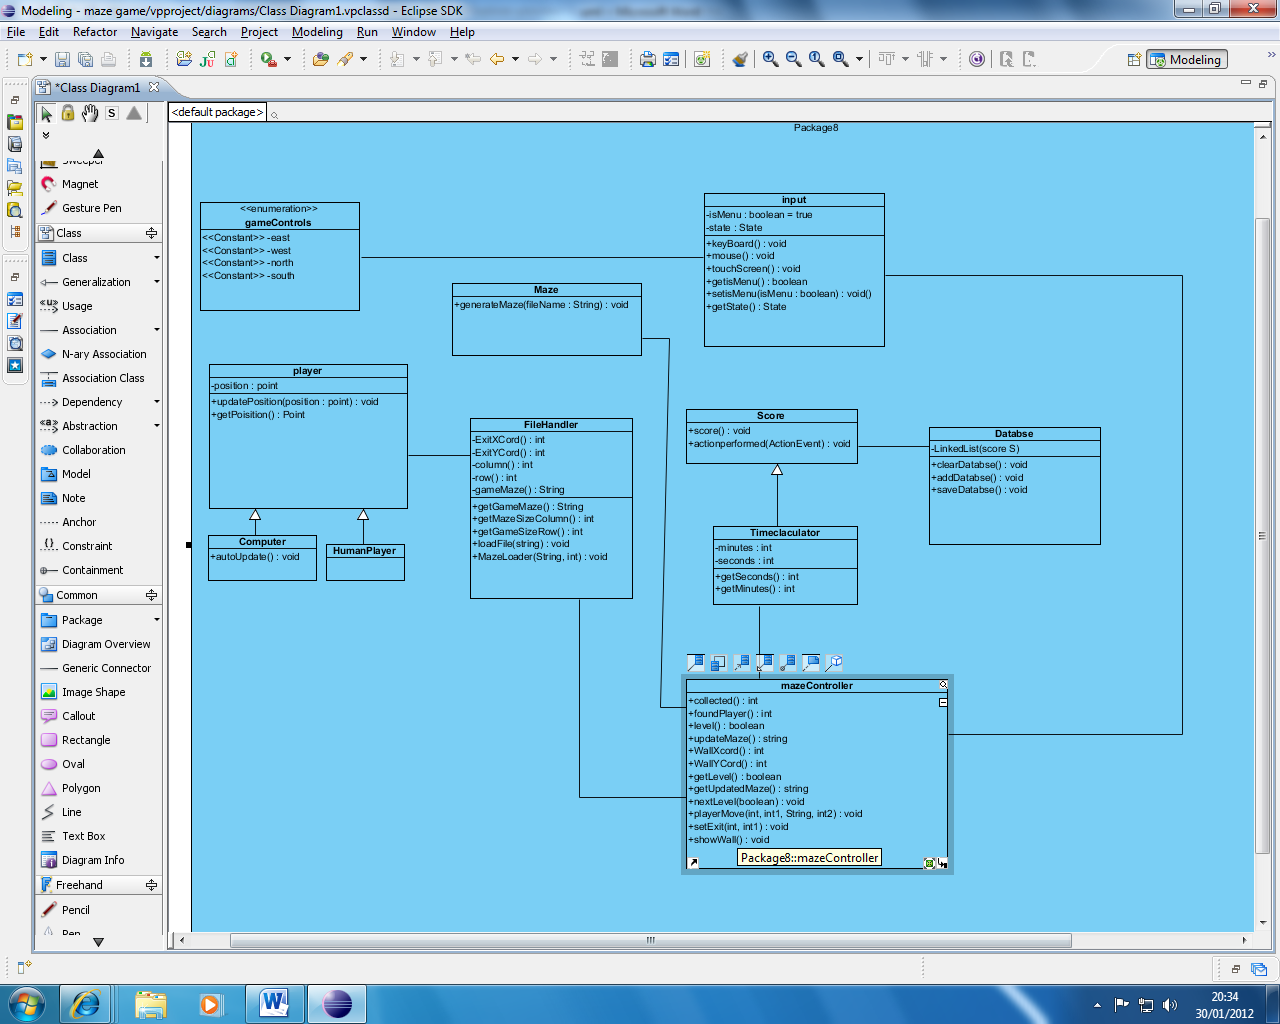 Modeling - maze game/vpproject/diagrams/Class Diagram1.vpclassd - Eclipse SDK
File Edit Refactor Navigate Search Project Modeling Run Window Help
Modeling
*Class Diagram1
<default package>
S
Sweeper
Magnet
Gesture Pen
Class
Class
Generalization
Usage
Association
N-ary Association
Association Class
Dependency
Abstraction
Collaboration
Model
Note
Anchor
Constraint
Containment
Common
Package
Diagram Overview
Generic Connector
Image Shape
Callout
Rectangle
Oval
Polygon
Line
Text Box
Diagram Info
Freehand
Pencil
Pen
Package8
<<enumeration>>
gameControls
<<Constant>> -east
<<Constant>> -west
<<Constant>> -north
<<Constant>> -south
input
-isMenu : boolean = true
-state : State
+keyBoard() : void
+mouse() : void
+touchScreen() : void
+getisMenu() : boolean
+setisMenu(isMenu : boolean) : void()
+getState() : State
Maze
+generateMaze(fileName : String) : void
player
-position : point
+updatePosition(position : point) : void
+getPoisition() : Point
FileHandler
-ExitXCord() : int
-ExitYCord() : int
-column() : int
-row() : int
-gameMaze() : String
+getGameMaze() : String
+getMazeSizeColumn() : int
+getGameSizeRow() : int
+loadFile(string) : void
+MazeLoader(String, int) : void
Score
+score() : void
+actionperformed(ActionEvent) : void
Databse
-LinkedList(score S)
+clearDatabse() : void
+addDatabse() : void
+saveDatabse() : void
Computer
+autoUpdate() : void
HumanPlayer
Timeclaculator
-minutes : int
-seconds : int
+getSeconds() : int
+getMinutes() : int
mazeController
+collected() : int
+foundPlayer() : int
+level() : boolean
+updateMaze() : string
+WallXcord() : int
+WallYCord() : int
+getLevel() : boolean
+getUpdatedMaze() : string
+nextLevel(boolean) : void
+playerMove(int, int1, String, int2) : void
+setExit(int, int1) : void
+showWall() : void
Package8::mazeController
20:34
30/01/2012